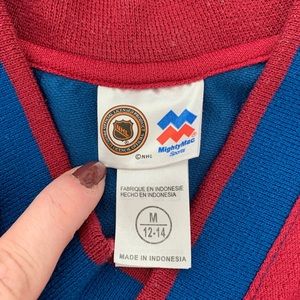 NHL
©NHL
MightyMac
Sports
FABRIQUE EN INDONESIE
HECHO EN INDONESIA
M
12-14
MADE IN INDONESIA